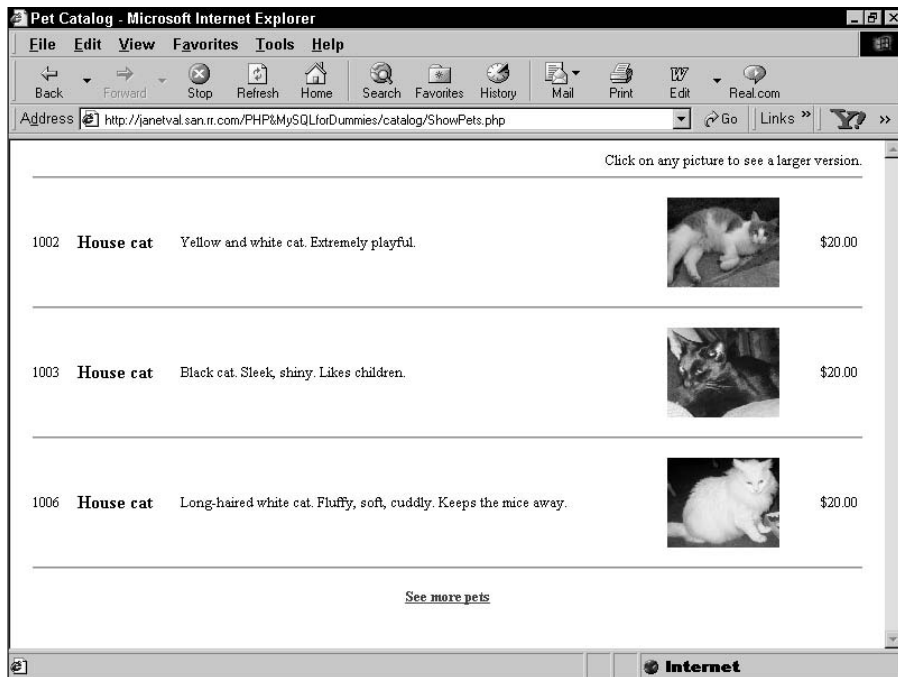 Pet Catalog - Microsoft Internet Explorer
File Edit View Favorites Tools Help
Back Forward Stop Refresh Home Search Favorites History Mail Print Edit Real.com
Address http://janetval.san.rr.com/PHP&MySQLforDummies/catalog/ShowPets.php Go Links » Y? »
Click on any picture to see a larger version.
1002 House cat Yellow and white cat. Extremely playful. $20.00
1003 House cat Black cat. Sleek, shiny. Likes children. $20.00
1006 House cat Long-haired white cat. Fluffy, soft, cuddly. Keeps the mice away. $20.00
See more pets
Internet